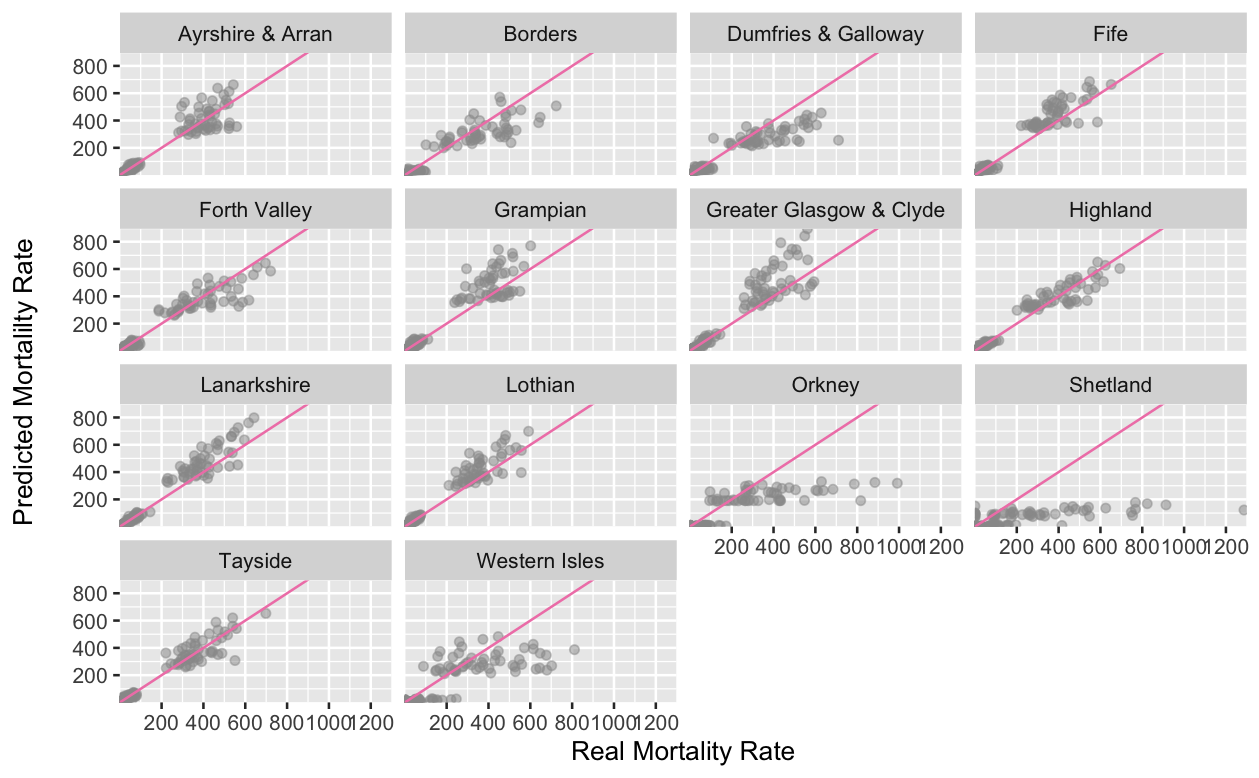 Ayrshire & Arran Borders Dumfries & Galloway Fife
800
600
400
200
Forth Valley Grampian Greater Glasgow & Clyde Highland
800
600
400
200
Lanarkshire Lothian Orkney Shetland
800
600
400
200
200 400 600 800 1000 1200 200 400 600 800 1000 1200
Tayside Western Isles
800
600
400
200
200 400 600 800 1000 1200 200 400 600 800 1000 1200
Real Mortality Rate
Predicted Mortalilty Rate